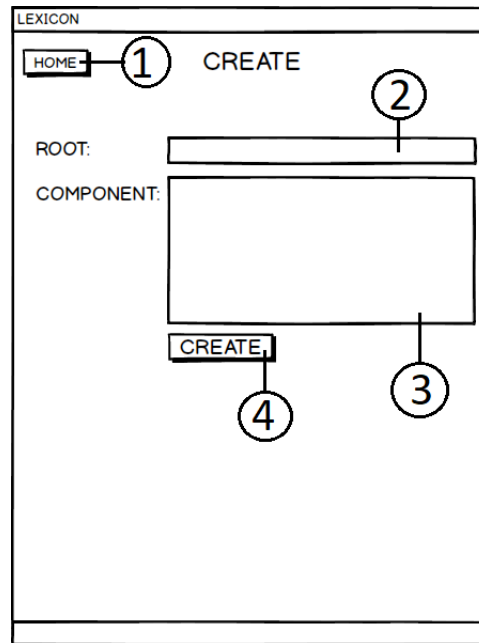 LEXICON
HOME 1 CREATE
2
ROOT:
COMPONENT:
CREATE
3
4